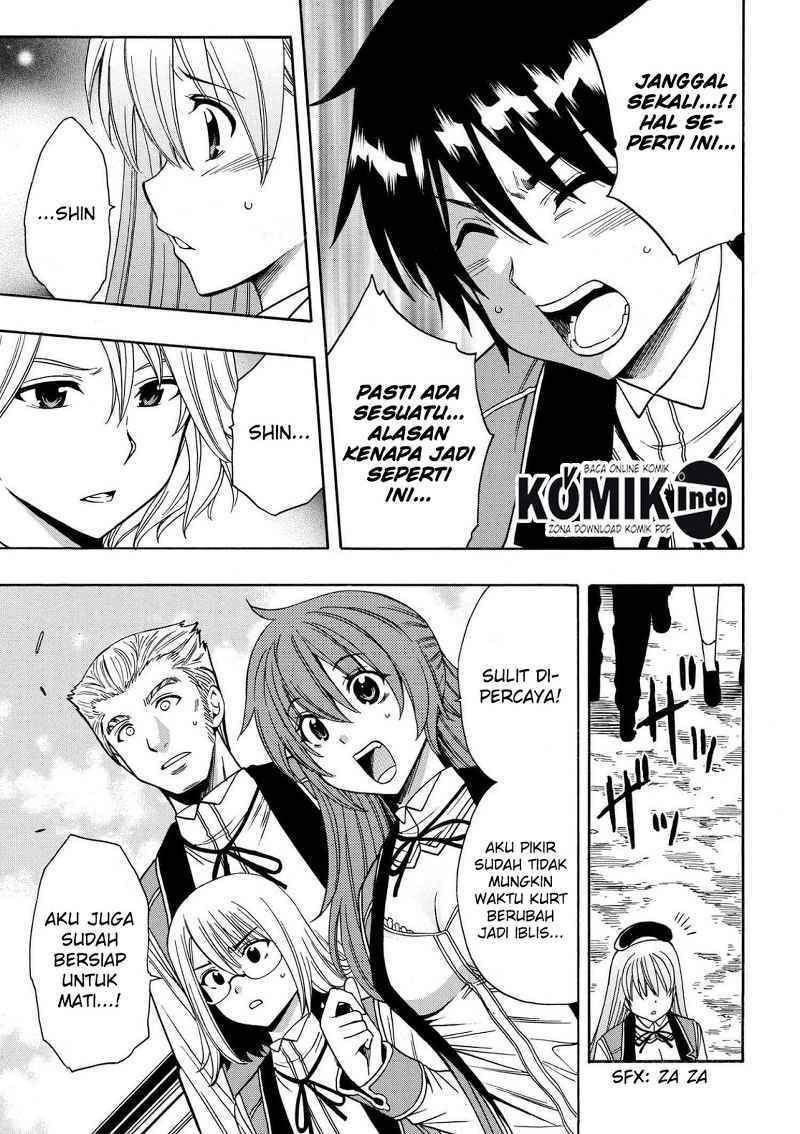 JANGGAL
SEKALI...!!
HAL SE-
PERTI INI...
PASTI ADA
SESUATU...
ALASAN
KENAPA JADI
SEPERTI
INI...
...SHIN
SHIN...
BACA ONLINE KOMIK
KOMIK indo
ZONA DOWNLOAD KOMIK PDF
ザッ ザッ
SFX: ZA ZA
SULIT DI-
PERCAYA!
AKU PIKIR
SUDAH TIDAK
MUNGKIN
WAKTU KURT
BERUBAH
JADI IBLIS...
AKU JUGA
SUDAH
BERSIAP
UNTUK
MATI...!